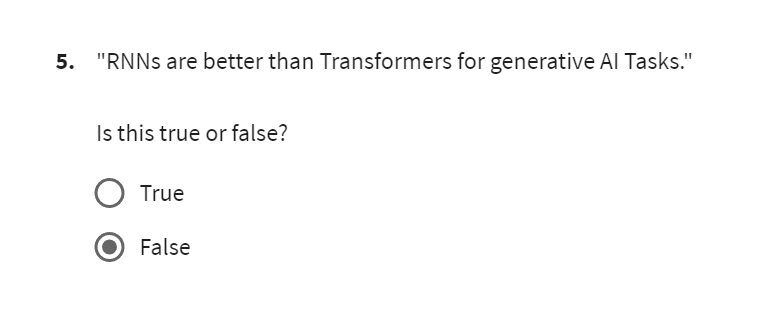 5. "RNNs are better than Transformers for generative AI Tasks."
Is this true or false?
True
False